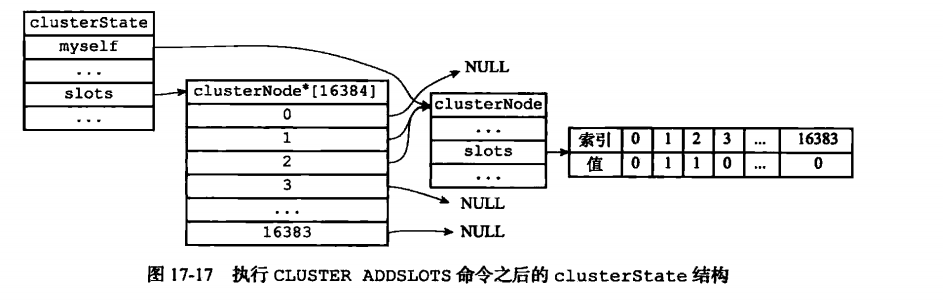 clusterState
myself
...
slots
...
clusterNode*[16384]
0
1
2
3
...
16383
NULL
clusterNode
...
slots
...
NULL
NULL
索引 0 1 2 3 ... 16383
值 0 1 1 0 ... 0
图 17-17 执行 CLUSTER ADDSLOTS 命令之后的 clusterState 结构